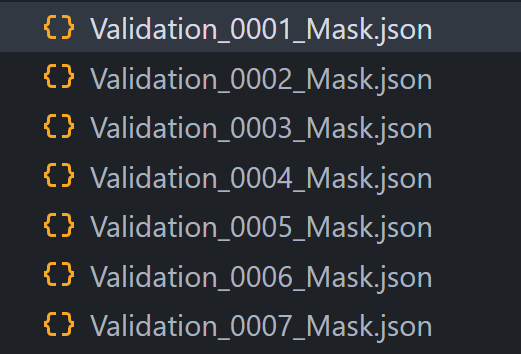 {} Validation_0001_Mask.json
{} Validation_0002_Mask.json
{} Validation_0003_Mask.json
{} Validation_0004_Mask.json
{} Validation_0005_Mask.json
{} Validation_0006_Mask.json
{} Validation_0007_Mask.json